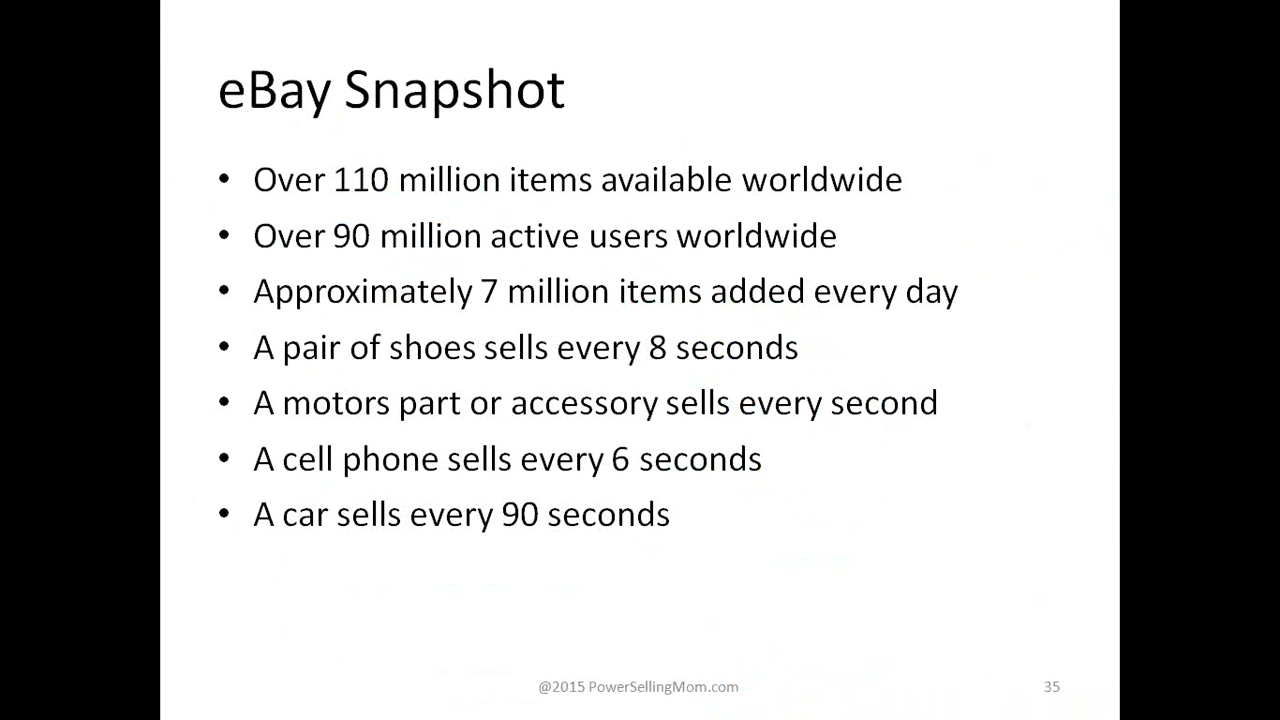 eBay Snapshot
• Over 110 million items available worldwide
• Over 90 million active users worldwide
• Approximately 7 million items added every day
• A pair of shoes sells every 8 seconds
• A motors part or accessory sells every second
• A cell phone sells every 6 seconds
• A car sells every 90 seconds
@2015 PowerSellingMom.com
35